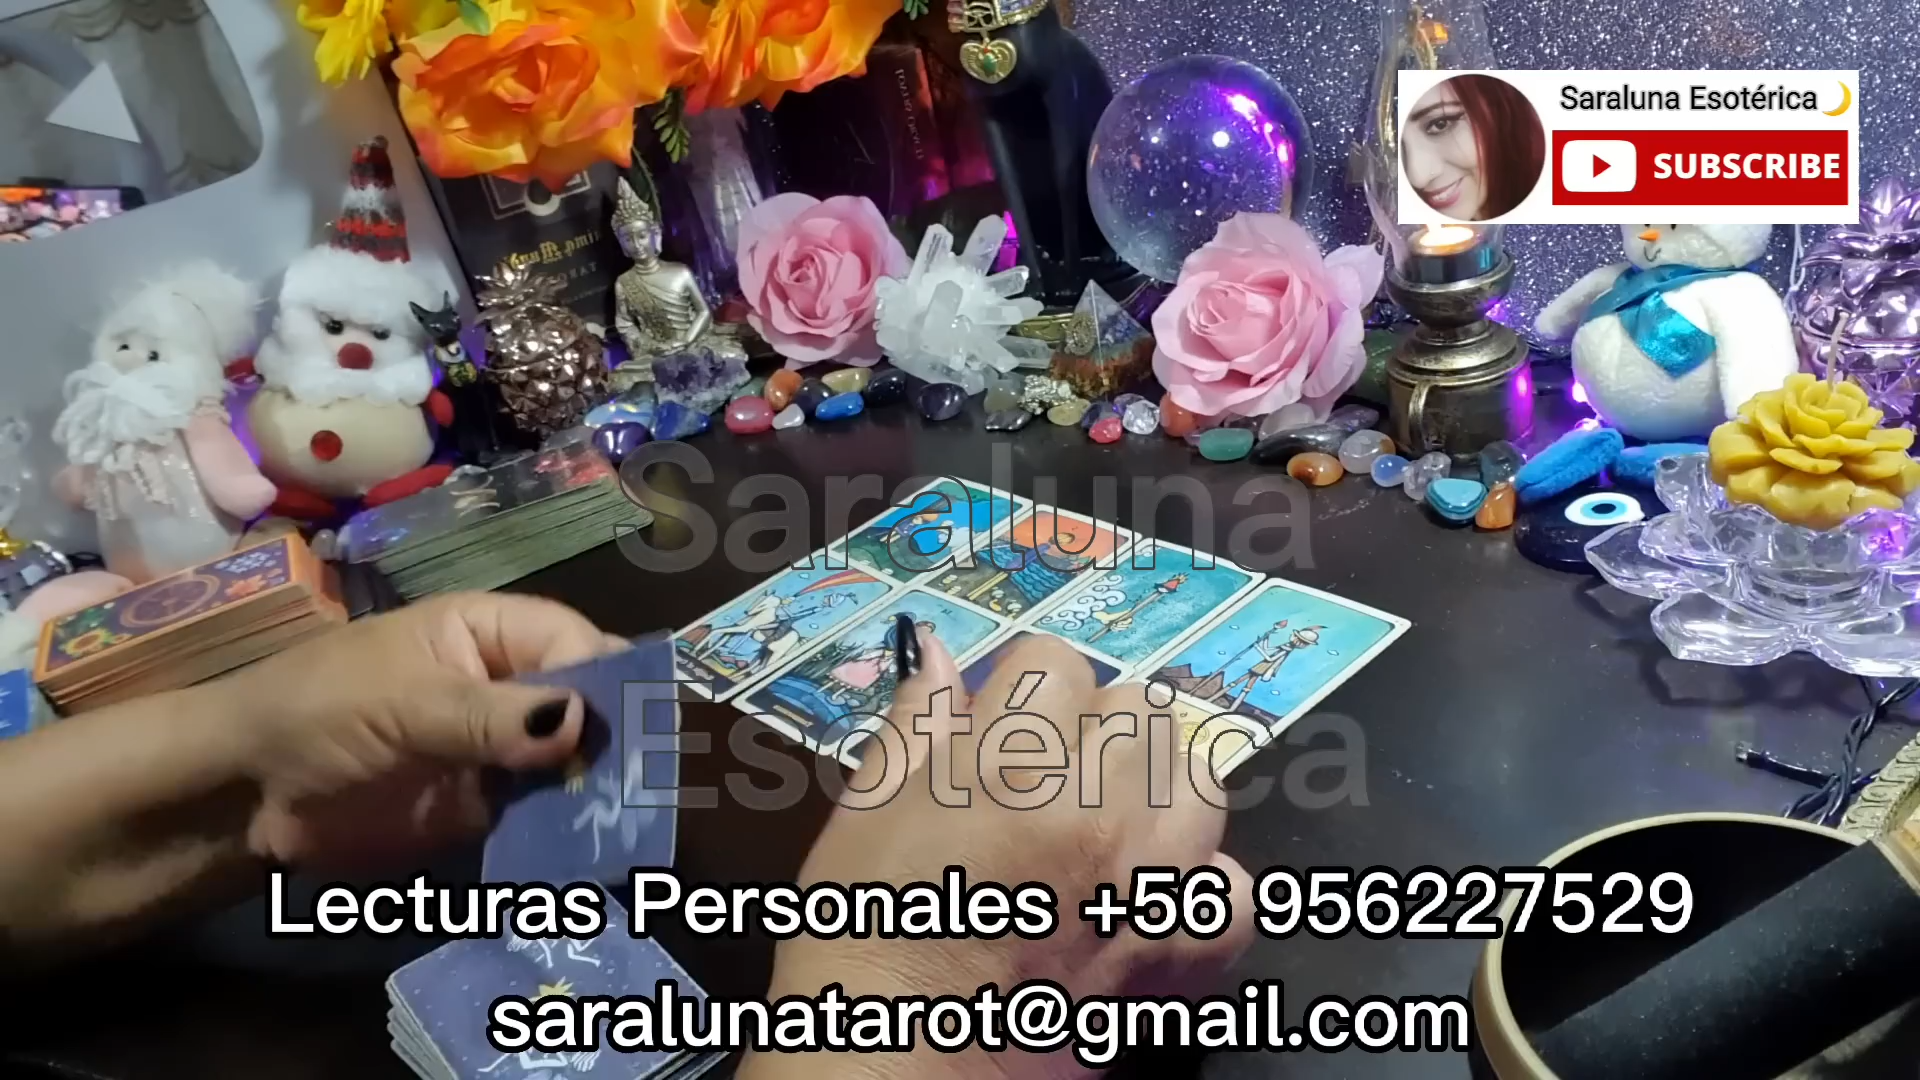 Saraluna Esotérica🌙
SUBSCRIBE
Saraluna
Esotérica
Lecturas Personales +56 956227529
saralunatarot@gmail.com